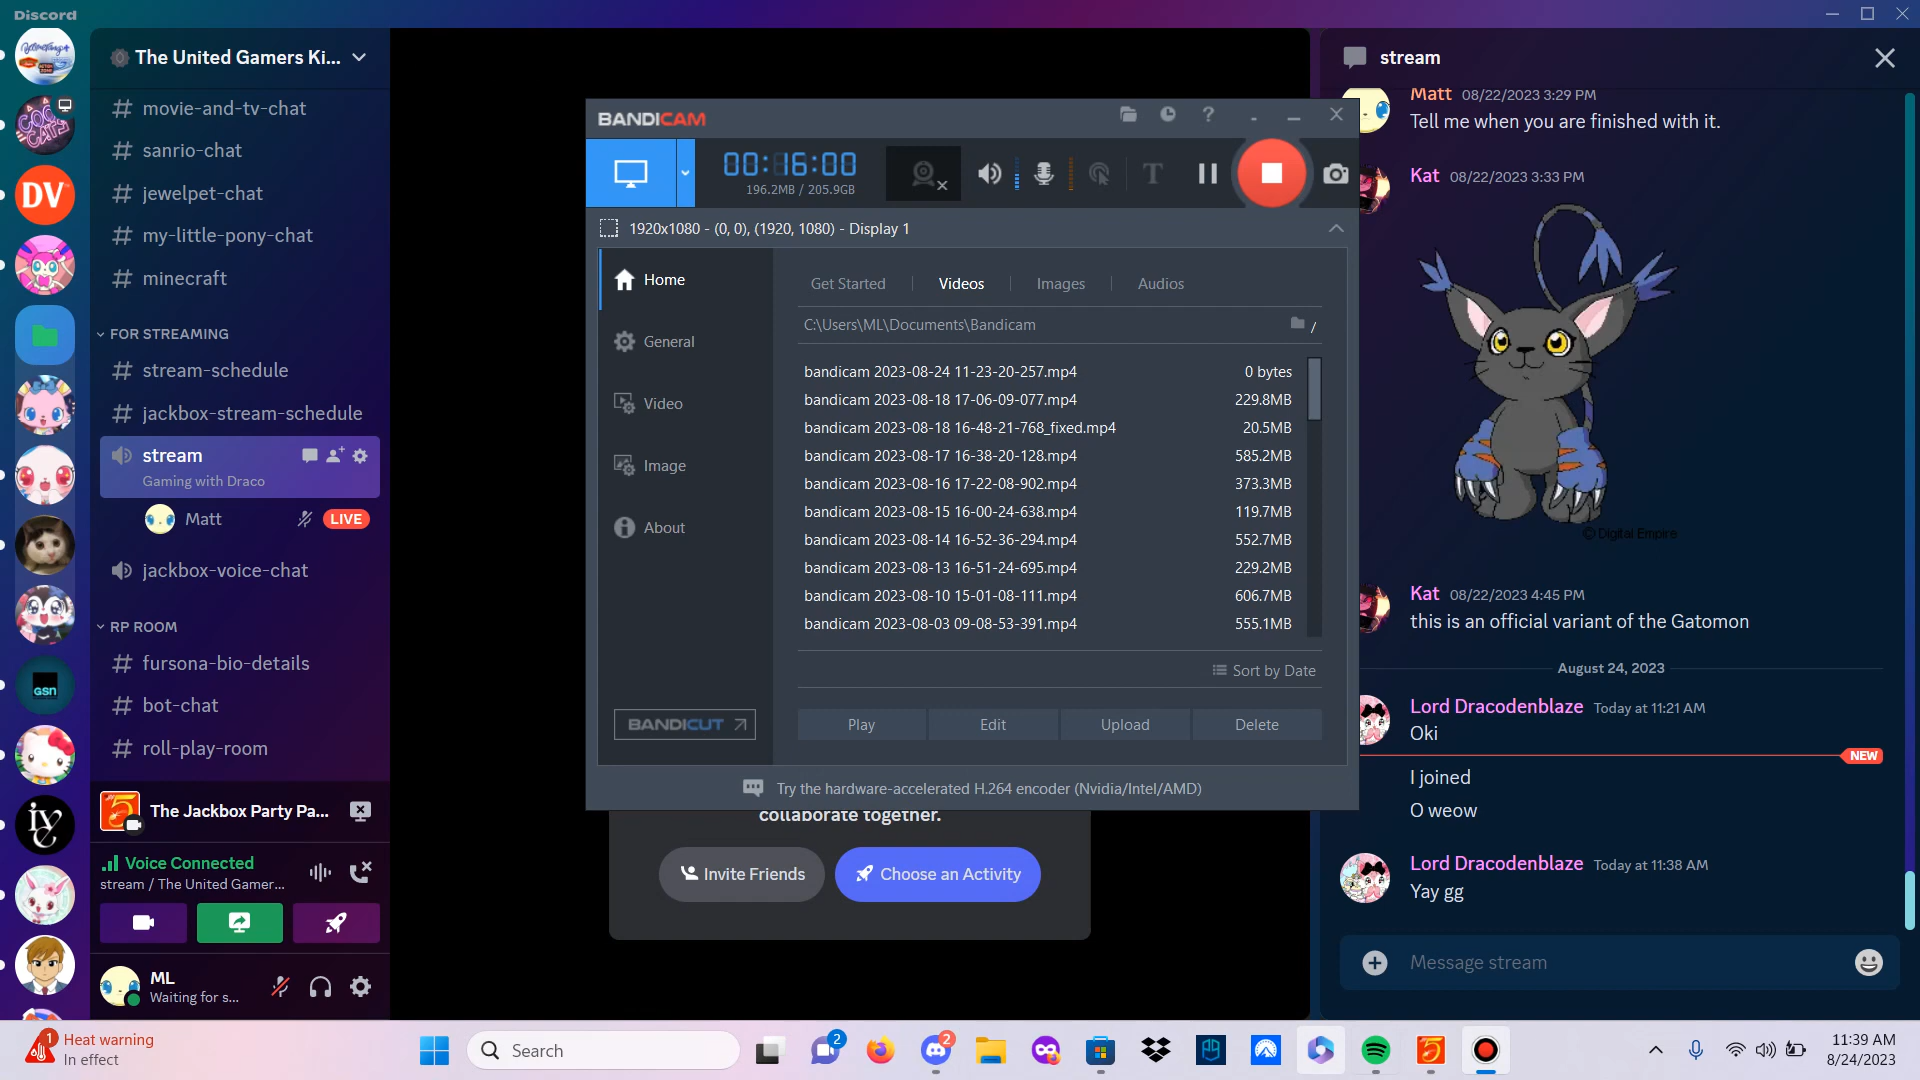 Discord
The United Gamers Ki...
movie-and-tv-chat
sanrio-chat
jewelpet-chat
my-little-pony-chat
minecraft
FOR STREAMING
stream-schedule
jackbox-stream-schedule
stream
Gaming with Draco
Matt
LIVE
jackbox-voice-chat
RP ROOM
fursona-bio-details
bot-chat
roll-play-room
The Jackbox Party Pa...
Voice Connected
stream / The United Gamer...
ML
Waiting for s...
COOL CATS
DV
GSN
BANDICAM
00:16:00
196.2MB / 205.9GB
T
1920x1080 - (0, 0), (1920, 1080) - Display 1
Home
General
Video
Image
About
BANDICUT
Get Started
Videos
Images
Audios
C:\Users\ML\Documents\Bandicam
bandicam 2023-08-24 11-23-20-257.mp4 0 bytes
bandicam 2023-08-18 17-06-09-077.mp4 229.8MB
bandicam 2023-08-18 16-48-21-768_fixed.mp4 20.5MB
bandicam 2023-08-17 16-38-20-128.mp4 585.2MB
bandicam 2023-08-16 17-22-08-902.mp4 373.3MB
bandicam 2023-08-15 16-00-24-638.mp4 119.7MB
bandicam 2023-08-14 16-52-36-294.mp4 552.7MB
bandicam 2023-08-13 16-51-24-695.mp4 229.2MB
bandicam 2023-08-10 15-01-08-111.mp4 606.7MB
bandicam 2023-08-03 09-08-53-391.mp4 555.1MB
Sort by Date
Play
Edit
Upload
Delete
Try the hardware-accelerated H.264 encoder (Nvidia/Intel/AMD)
collaborate together.
Invite Friends
Choose an Activity
stream
Matt 08/22/2023 3:29 PM
Tell me when you are finished with it.
Kat 08/22/2023 3:33 PM
© Digital Empire
Kat 08/22/2023 4:45 PM
this is an official variant of the Gatomon
August 24, 2023
Lord Dracodenblaze Today at 11:21 AM
Oki
NEW
I joined
O weow
Lord Dracodenblaze Today at 11:38 AM
Yay gg
Message stream
1
Heat warning
In effect
Search
2
2
11:39 AM
8/24/2023